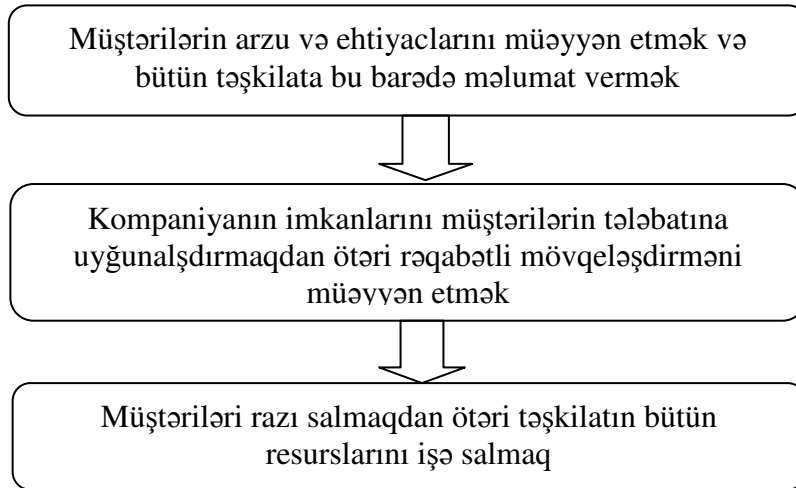 Müştərilərin arzu və ehtiyaclarını müəyyən etmək və
bütün təşkilata bu barədə məlumat vermək
Kompaniyanın imkanlarını müştərilərin tələbatına
uyğunalşdırmaqdan ötəri rəqabətli mövqeləşdirməni
müəyyən etmək
Müştəriləri razı salmaqdan ötəri təşkilatın bütün
resurslarını işə salmaq